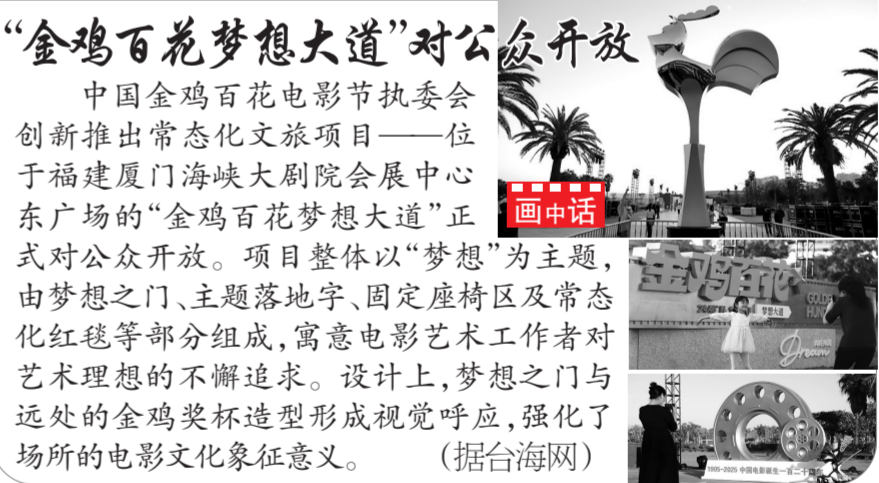 “金鸡百花梦想大道”对公众开放
中国金鸡百花电影节执委会
创新推出常态化文旅项目——位
于福建厦门海峡大剧院会展中心
东广场的“金鸡百花梦想大道”正
式对公众开放。项目整体以“梦想”为主题，
由梦想之门、主题落地字、固定座椅区及常态
化红毯等部分组成，寓意电影艺术工作者对
艺术理想的不懈追求。设计上，梦想之门与
远处的金鸡奖杯造型形成视觉呼应，强化了
场所的电影文化象征意义。 （据台海网）
画中话
金鸡百花
梦想大道
GOLDE
HUND
Dream
1905-2025 中国电影诞生一百二十周年